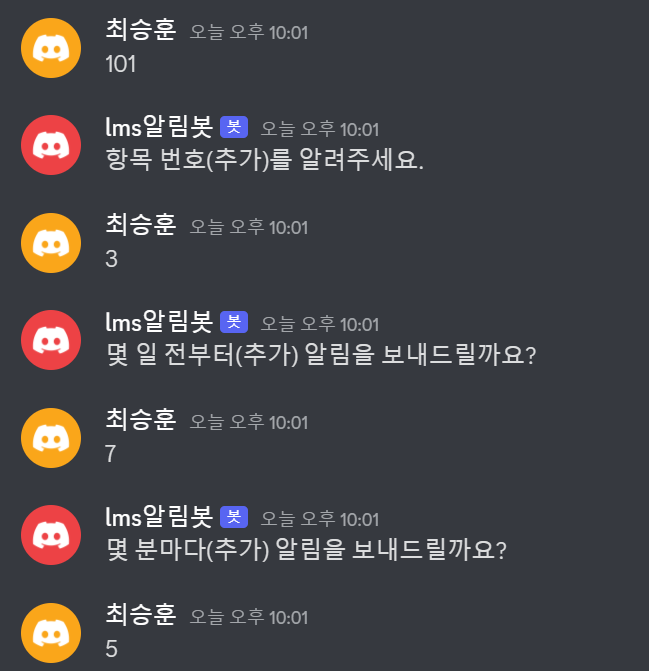 최승훈 오늘 오후 10:01
101
lms알림봇 봇 오늘 오후 10:01
항목 번호(추가)를 알려주세요.
최승훈 오늘 오후 10:01
3
lms알림봇 봇 오늘 오후 10:01
몇 일 전부터(추가) 알림을 보내드릴까요?
최승훈 오늘 오후 10:01
7
lms알림봇 봇 오늘 오후 10:01
몇 분마다(추가) 알림을 보내드릴까요?
최승훈 오늘 오후 10:01
5